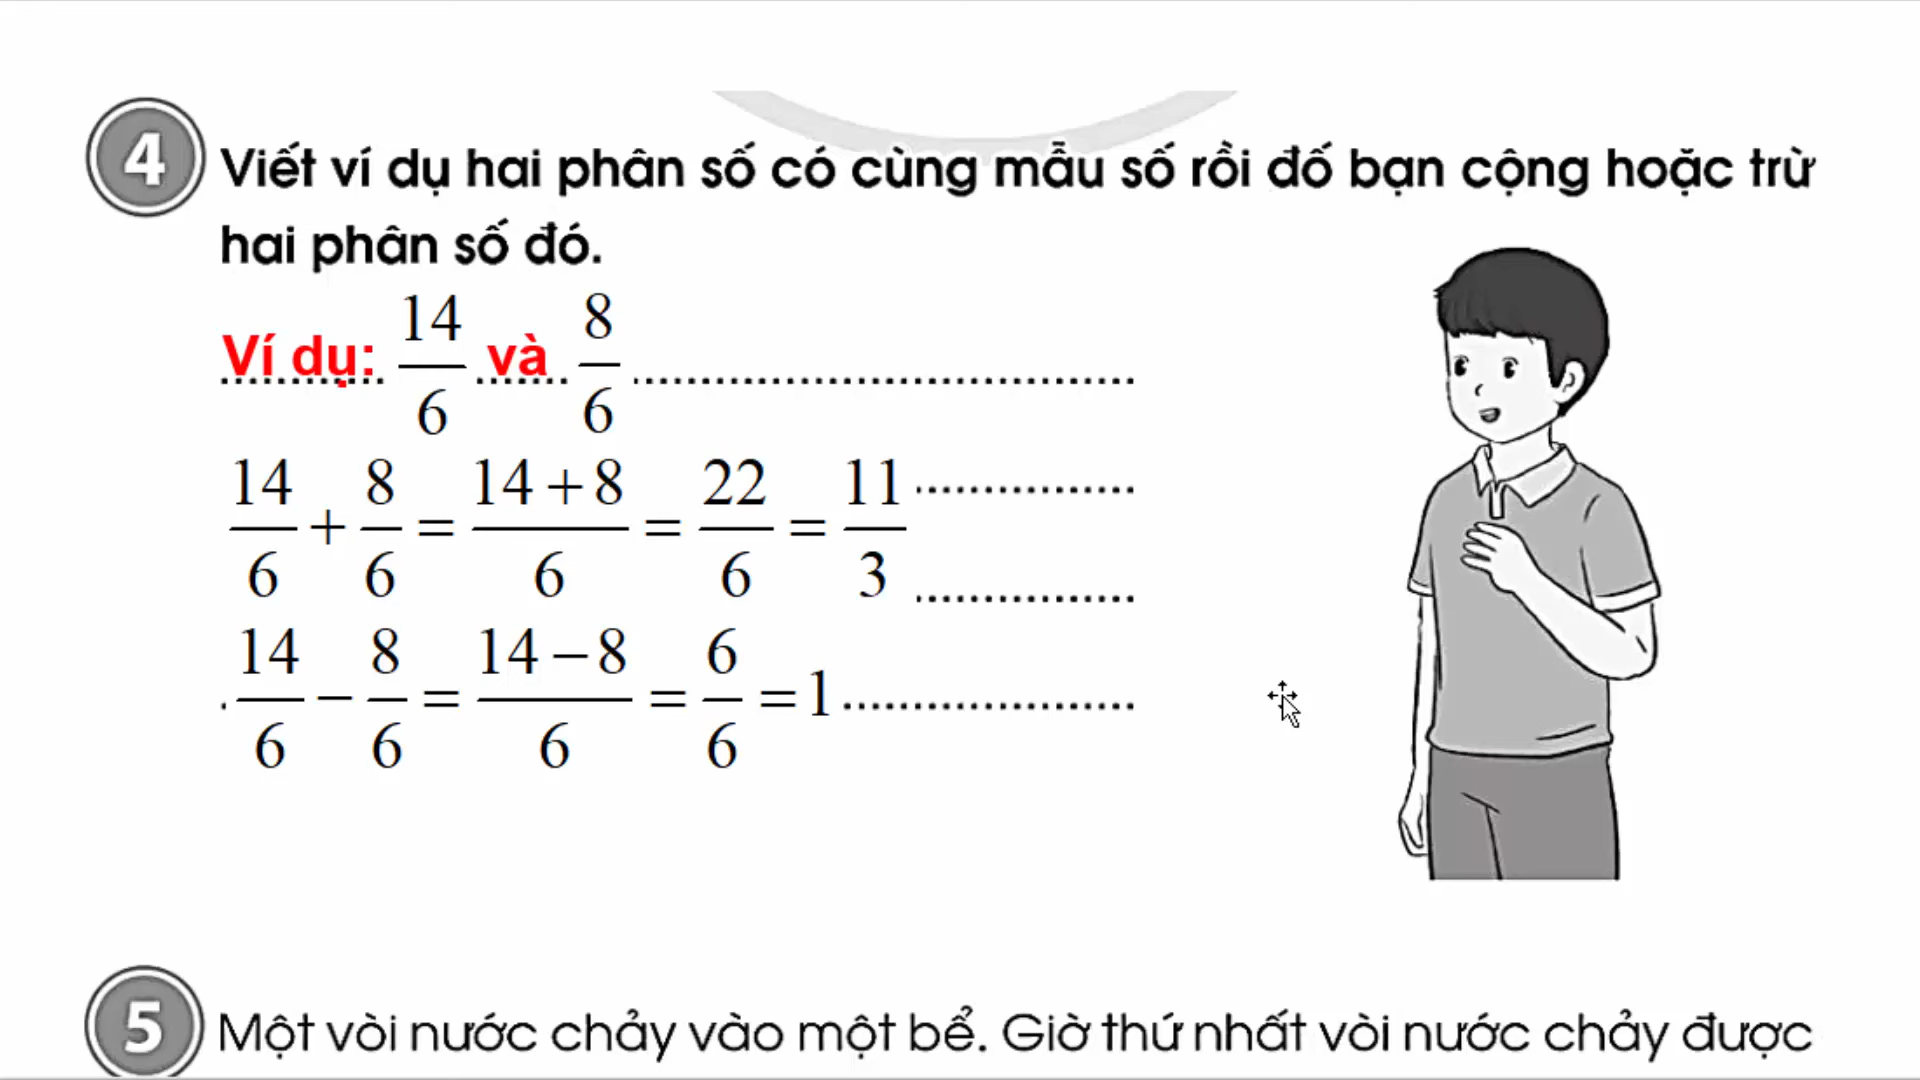 4 Viết ví dụ hai phân số có cùng mẫu số rồi đố bạn cộng hoặc trừ
hai phân số đó.
Ví dụ: 14/6 và 8/6
14/6 + 8/6 = 14 + 8/6 = 22/6 = 11/3
14/6 − 8/6 = 14 − 8/6 = 6/6 = 1
5 Một vòi nước chảy vào một bể. Giờ thứ nhất vòi nước chảy được